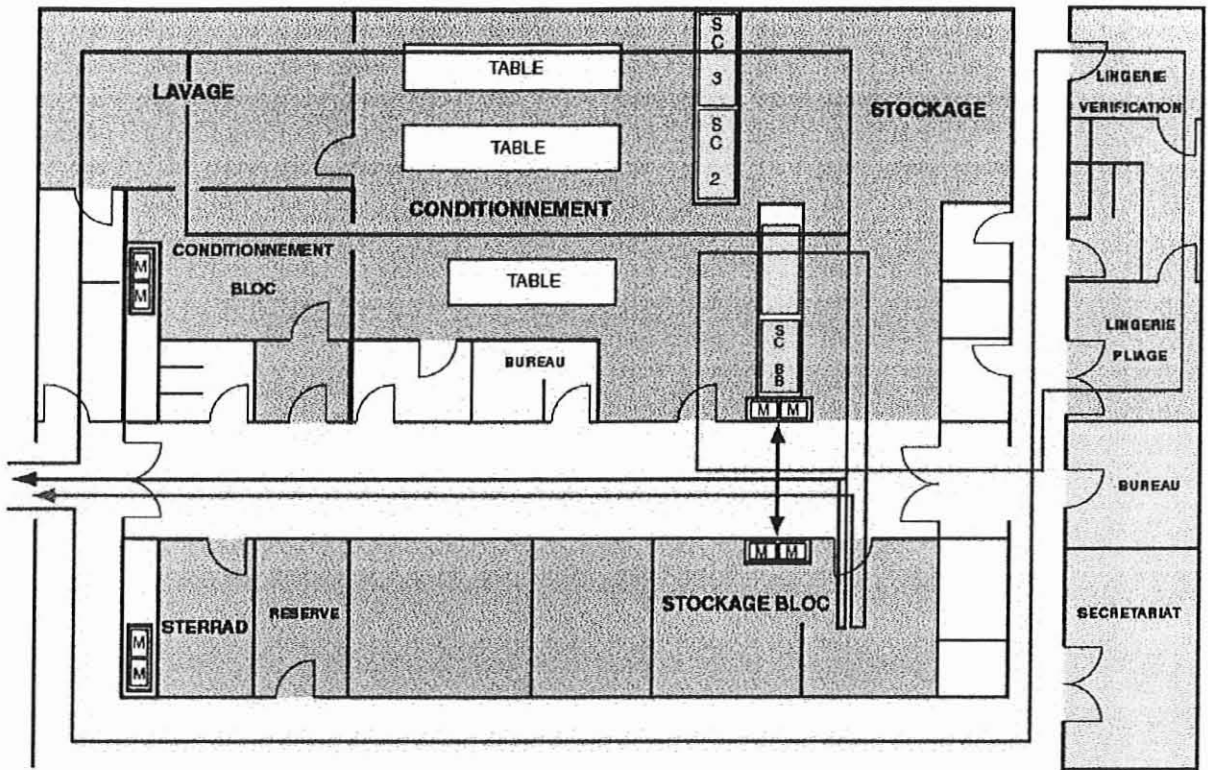 LAVAGE
TABLE
TABLE
S
C
3
S
C
2
STOCKAGE
CONDITIONNEMENT
CONDITIONNEMENT
BLOC
M
M
TABLE
S
C
B
B
BUREAU
M M
LINGERIE
VERIFICATION
LINGERIE
PLIAGE
BUREAU
SECRETARIAT
M M
STERRAD
RESERVE
STOCKAGE BLOC
M
M